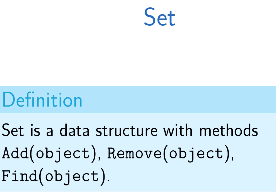 Set
Definition
Set is a data structure with methods
Add(object), Remove(object),
Find(object).